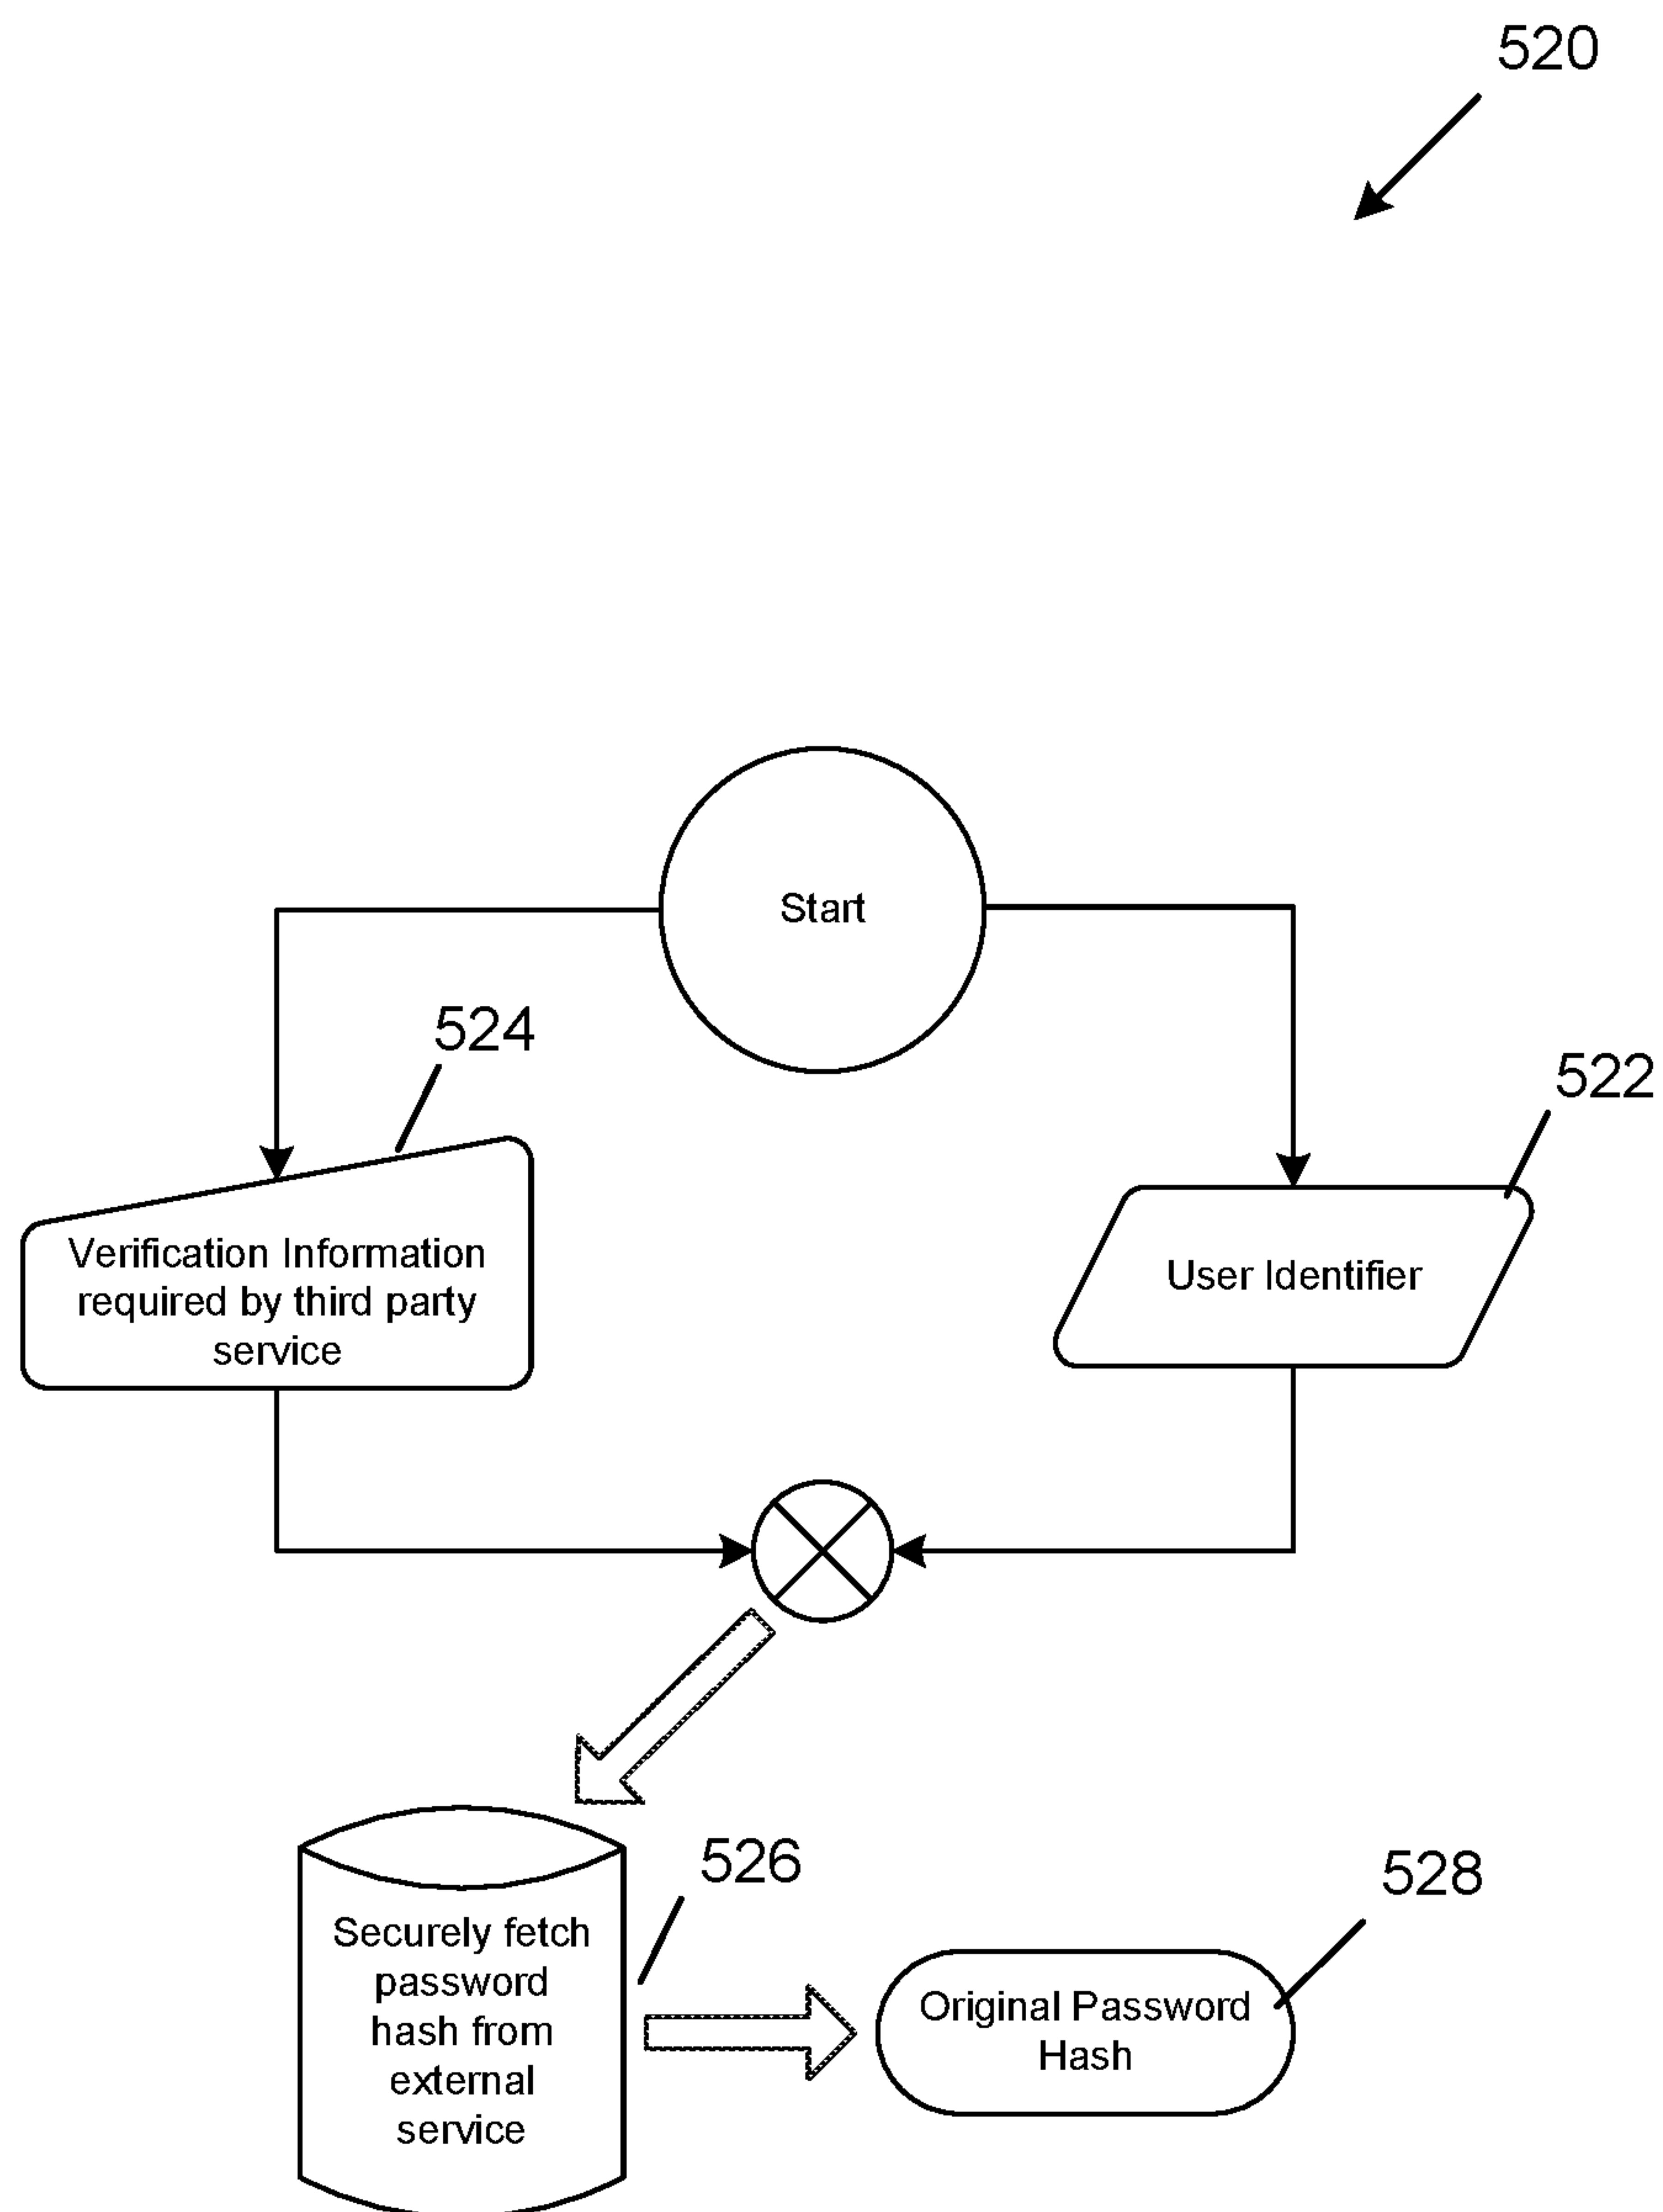 520
Start
524
522
Verification Information
required by third party
service
User Identifier
526
528
Securely fetch
password
hash from
external
service
Original Password
Hash